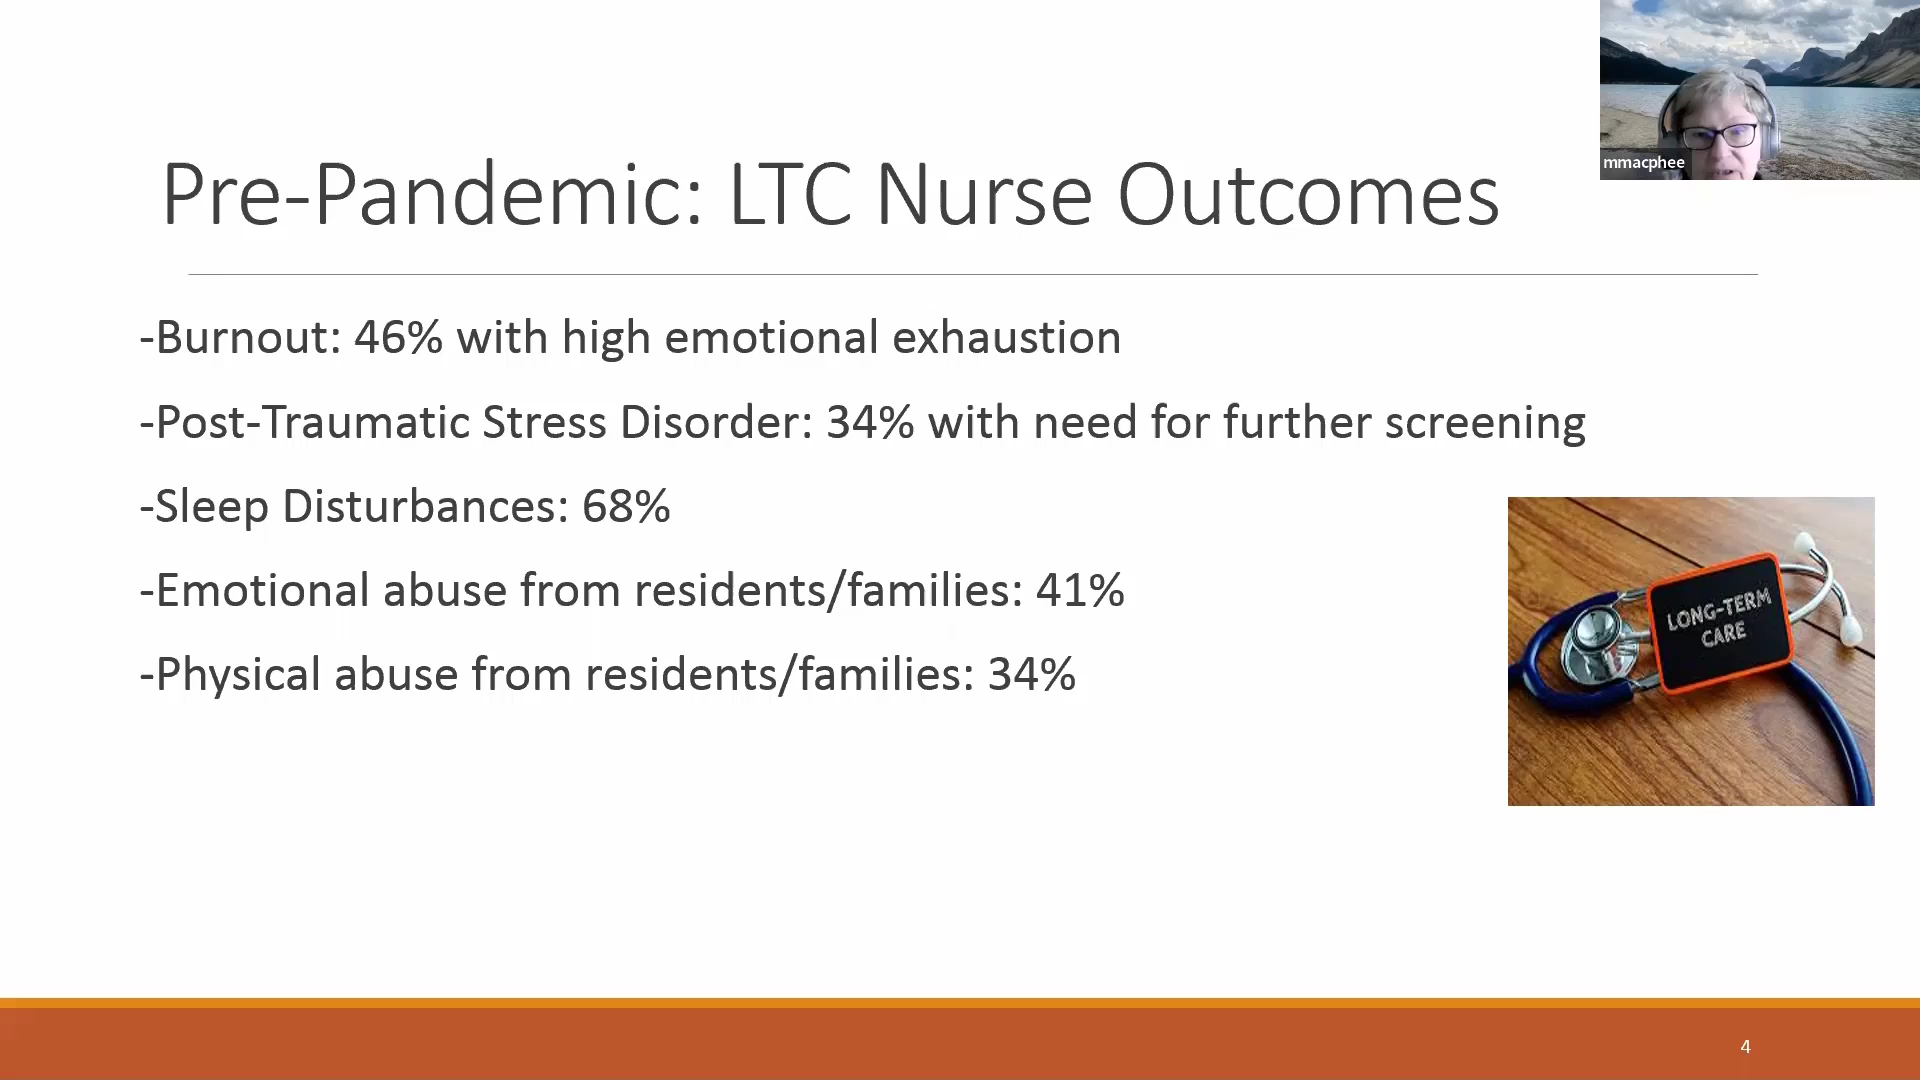 mmacphee
Pre-Pandemic: LTC Nurse Outcomes
-Burnout: 46% with high emotional exhaustion
-Post-Traumatic Stress Disorder: 34% with need for further screening
-Sleep Disturbances: 68%
-Emotional abuse from residents/families: 41%
-Physical abuse from residents/families: 34%
LONG-TERM
CARE
4